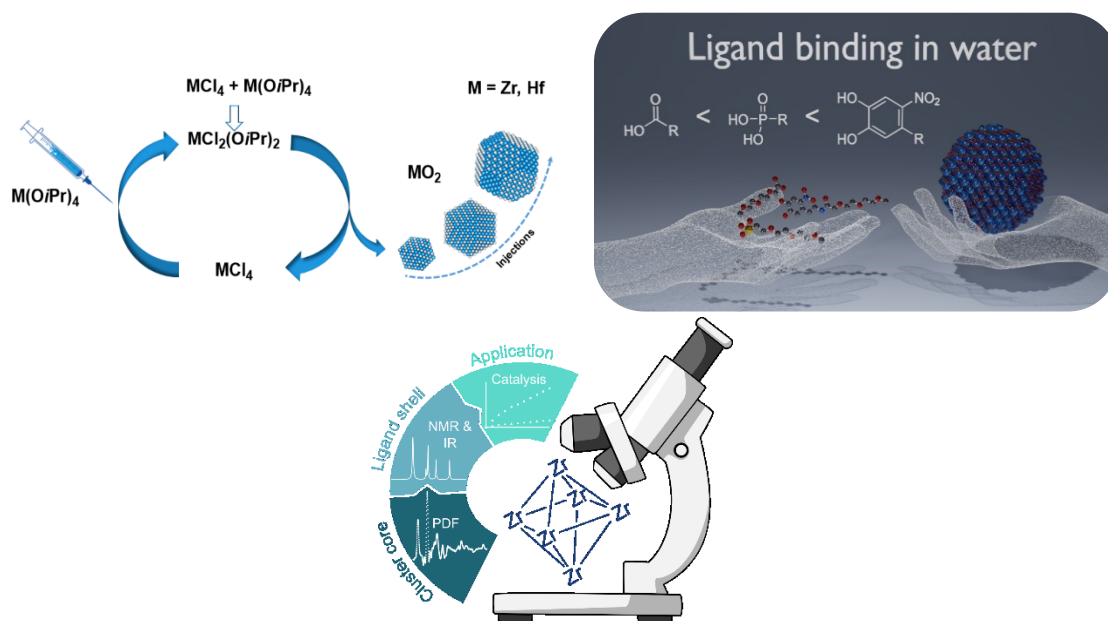 MCl₄ + M(OiPr)₄
MCl₂(OiPr)₂
M(OiPr)₄
MCl₄
M = Zr, Hf
MO₂
Injections
Ligand binding in water
O
HO
R
<
O
HO P R
HO
<
HO
NO₂
HO
R
Application
Catalysis
Ligand shell
NMR &
IR
Cluster core
PDF
Zr
Zr
Zr
Zr
Zr
Zr